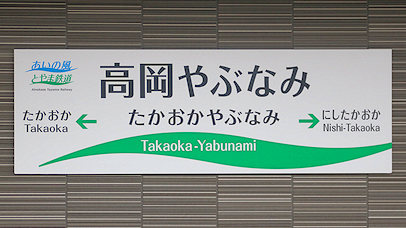 あいの風
とやま鉄道
Ainokaze Toyama Railway
高岡やぶなみ
たかおかやぶなみ
たかおか
Takaoka
にしたかおか
Nishi-Takaoka
Takaoka-Yabunami